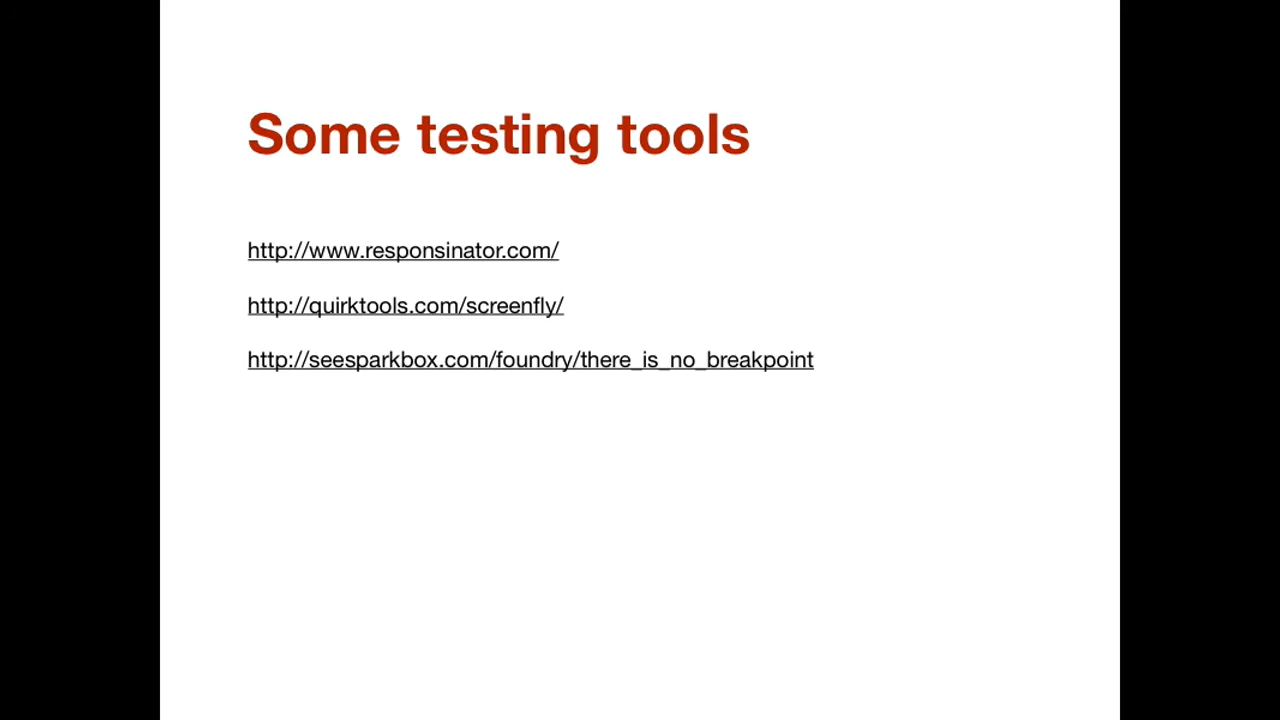 Some testing tools
http://www.responsinator.com/
http://quirktools.com/screenfly/
http://seesparkbox.com/foundry/there_is_no_breakpoint